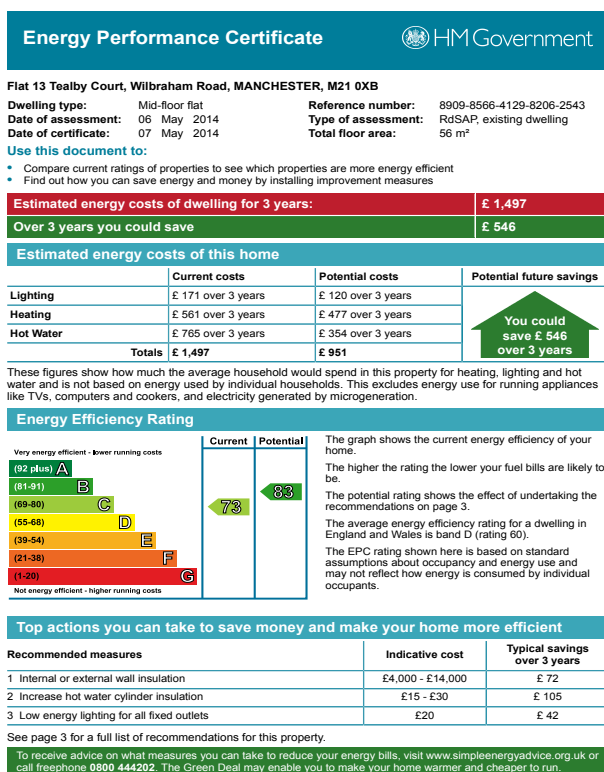 Energy Performance Certificate
HM Government
Flat 13 Tealby Court, Wilbraham Road, MANCHESTER, M21 0XB
Dwelling type: Mid-floor flat Reference number: 8909-8566-4129-8206-2543
Date of assessment: 06 May 2014 Type of assessment: RdSAP, existing dwelling
Date of certificate: 07 May 2014 Total floor area: 56 m²
Use this document to:
• Compare current ratings of properties to see which properties are more energy efficient
• Find out how you can save energy and money by installing improvement measures
Estimated energy costs of dwelling for 3 years: £ 1,497
Over 3 years you could save £ 546
Estimated energy costs of this home
Current costs Potential costs Potential future savings
Lighting £ 171 over 3 years £ 120 over 3 years
Heating £ 561 over 3 years £ 477 over 3 years
Hot Water £ 765 over 3 years £ 354 over 3 years
Totals £ 1,497 £ 951
You could
save £ 546
over 3 years
These figures show how much the average household would spend in this property for heating, lighting and hot
water and is not based on energy used by individual households. This excludes energy use for running appliances
like TVs, computers and cookers, and electricity generated by microgeneration.
Energy Efficiency Rating
Current Potential
Very energy efficient - lower running costs
(92 plus) A
(81-91) B
(69-80) C
(55-68) D
(39-54) E
(21-38) F
(1-20) G
Not energy efficient - higher running costs
73
83
The graph shows the current energy efficiency of your
home.
The higher the rating the lower your fuel bills are likely to
be.
The potential rating shows the effect of undertaking the
recommendations on page 3.
The average energy efficiency rating for a dwelling in
England and Wales is band D (rating 60).
The EPC rating shown here is based on standard
assumptions about occupancy and energy use and
may not reflect how energy is consumed by individual
occupants.
Top actions you can take to save money and make your home more efficient
Recommended measures Indicative cost Typical savings
over 3 years
1 Internal or external wall insulation £4,000 - £14,000 £ 72
2 Increase hot water cylinder insulation £15 - £30 £ 105
3 Low energy lighting for all fixed outlets £20 £ 42
See page 3 for a full list of recommendations for this property.
To receive advice on what measures you can take to reduce your energy bills, visit www.simpleenergyadvice.org.uk or
call freephone 0800 444202. The Green Deal may enable you to make your home warmer and cheaper to run.